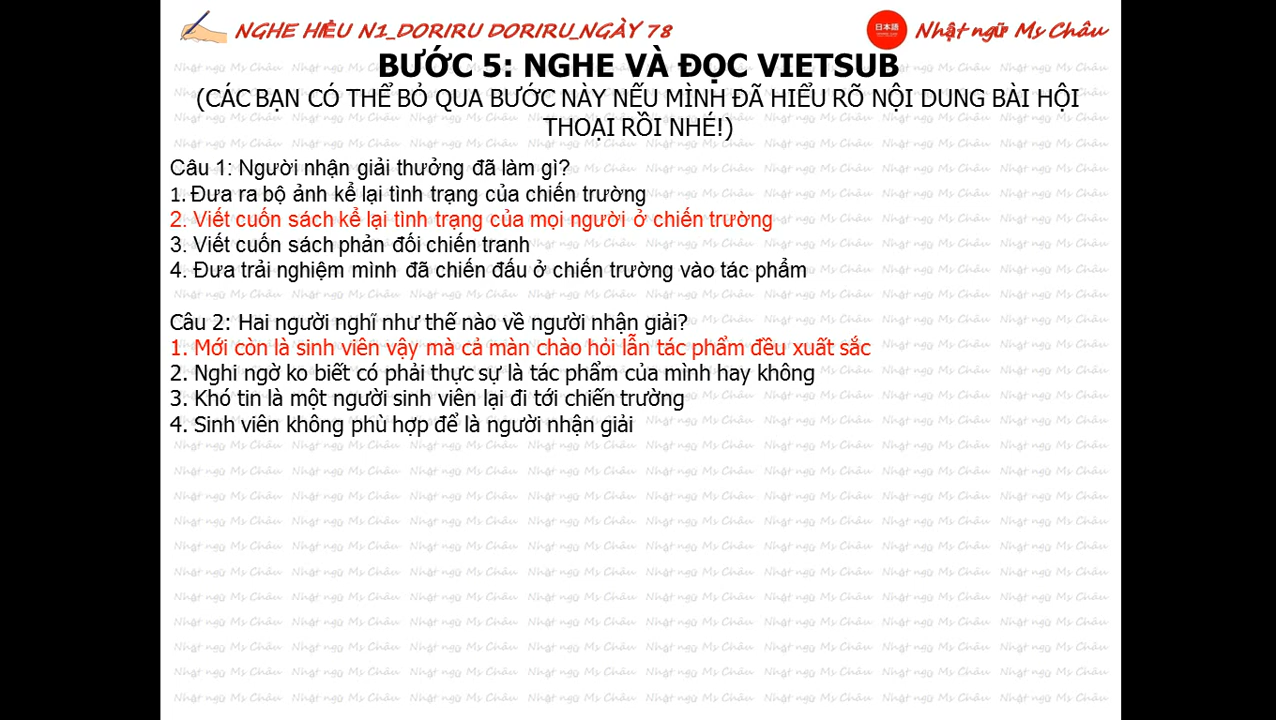 NGHE HIỂU N1_DORIRU DORIRU_NGÀY 78
日本語
Nhật ngữ Ms Châu
BƯỚC 5: NGHE VÀ ĐỌC VIETSUB
(CÁC BẠN CÓ THỂ BỎ QUA BƯỚC NÀY NẾU MÌNH ĐÃ HIỂU RÕ NỘI DUNG BÀI HỘI
THOẠI RỒI NHÉ!)
Câu 1: Người nhận giải thưởng đã làm gì?
1. Đưa ra bộ ảnh kể lại tình trạng của chiến trường
2. Viết cuốn sách kể lại tình trạng của mọi người ở chiến trường
3. Viết cuốn sách phản đối chiến tranh
4. Đưa trải nghiệm mình đã chiến đấu ở chiến trường vào tác phẩm
Câu 2: Hai người nghĩ như thế nào về người nhận giải?
1. Mới còn là sinh viên vậy mà cả màn chào hỏi lẫn tác phẩm đều xuất sắc
2. Nghi ngờ ko biết có phải thực sự là tác phẩm của mình hay không
3. Khó tin là một người sinh viên lại đi tới chiến trường
4. Sinh viên không phù hợp để là người nhận giải